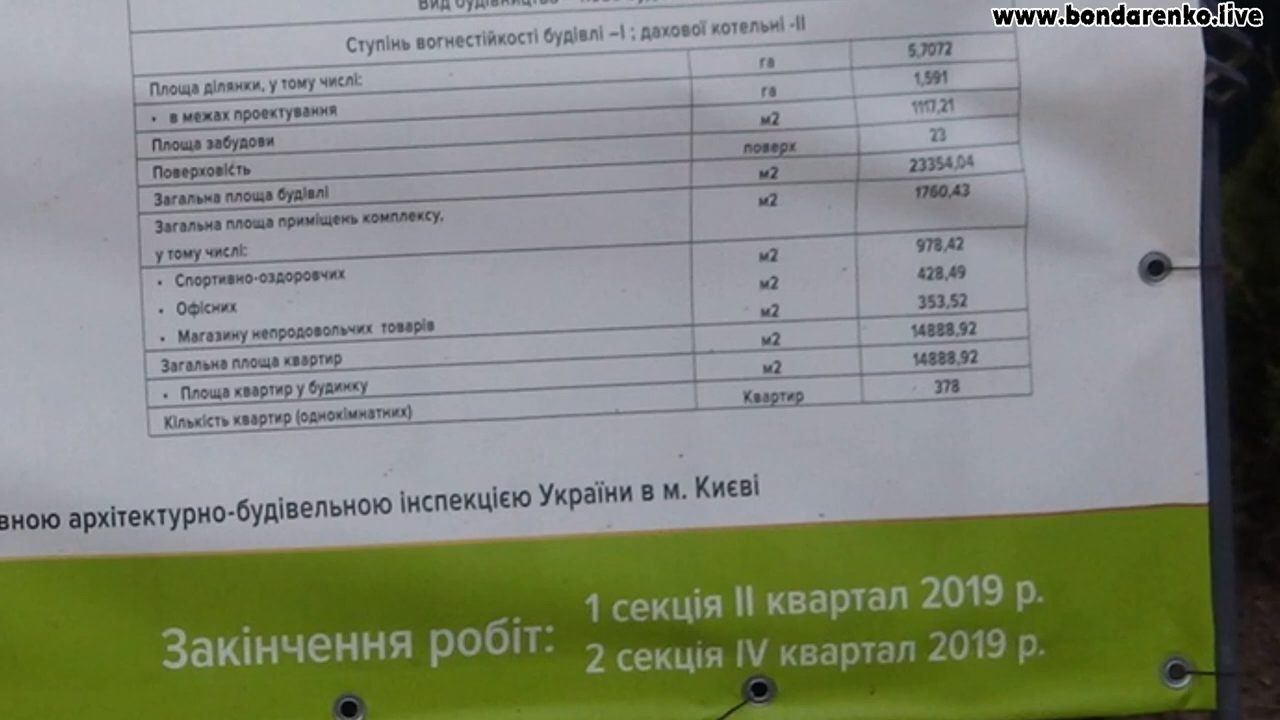 www.bondarenko.live
Вид будівництва –
Ступінь вогнестійкості будівлі –І ; дахової котельні -ІІ
Площа ділянки, у тому числі: га 5,7072
• в межах проектування га 1,591
Площа забудови м2 1117,21
Поверховість поверх 23
Загальна площа будівлі м2 23354,04
Загальна площа приміщень комплексу, м2 1760,43
у тому числі:
• Спортивно-оздоровчих м2 978,42
• Офісних м2 428,49
• Магазину непродовольчих товарів м2 353,52
Загальна площа квартир м2 14888,92
• Площа квартир у будинку м2 14888,92
Кількість квартир (однокімнатних) Квартир 378
вною архітектурно-будівельною інспекцією України в м. Києві
Закінчення робіт:
1 секція ІІ квартал 2019 р.
2 секція ІV квартал 2019 р.